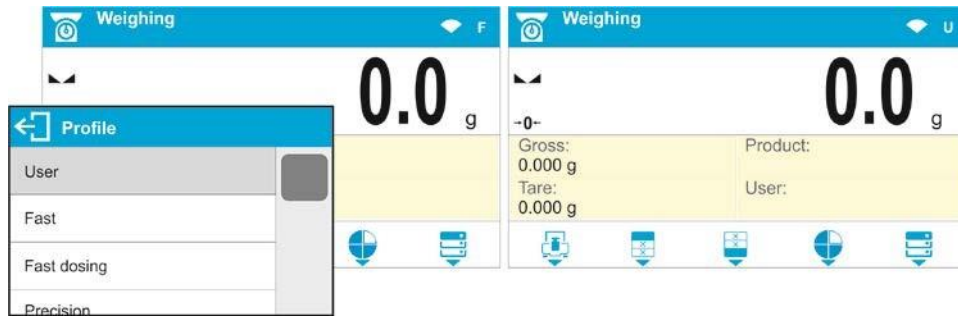 Weighing
F
0.0
g
Profile
User
Fast
Fast dosing
Precision
Weighing
U
→0←
0.0
g
Gross:
0.000 g
Product:
Tare:
0.000 g
User: